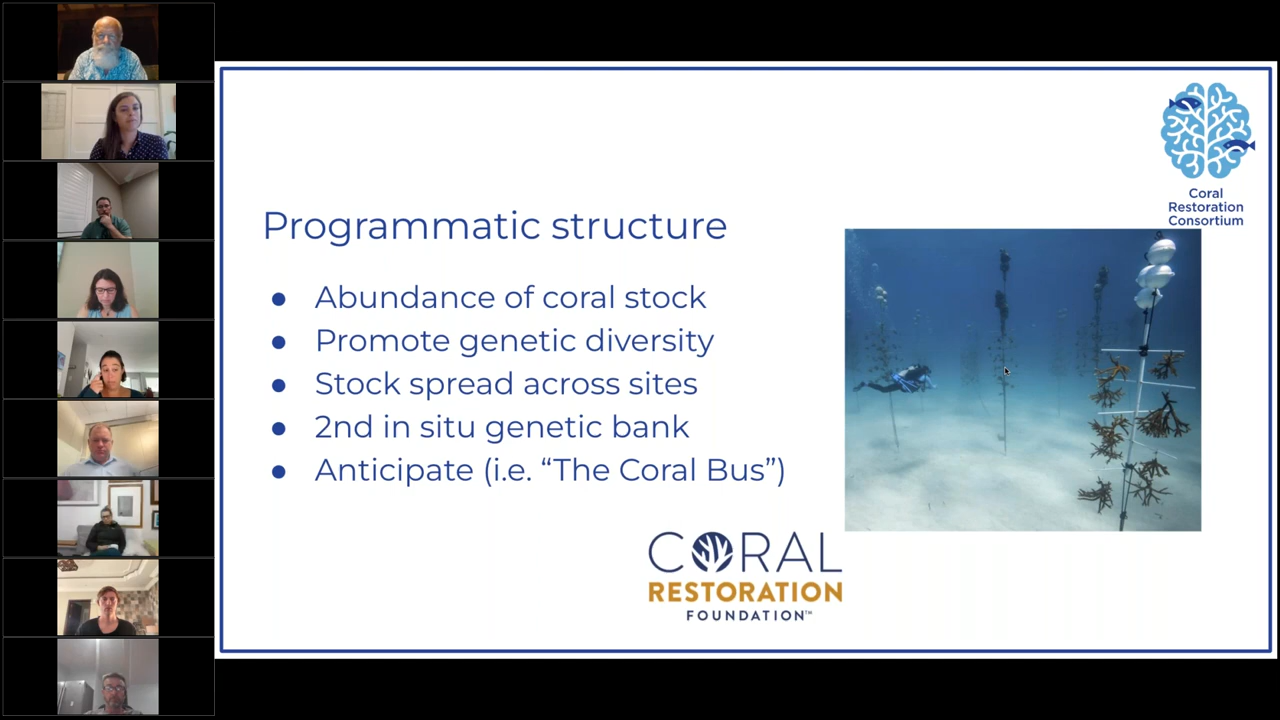 Coral
Restoration
Consortium
Programmatic structure
● Abundance of coral stock
● Promote genetic diversity
● Stock spread across sites
● 2nd in situ genetic bank
● Anticipate (i.e. “The Coral Bus”)
CORAL
RESTORATION
FOUNDATION™